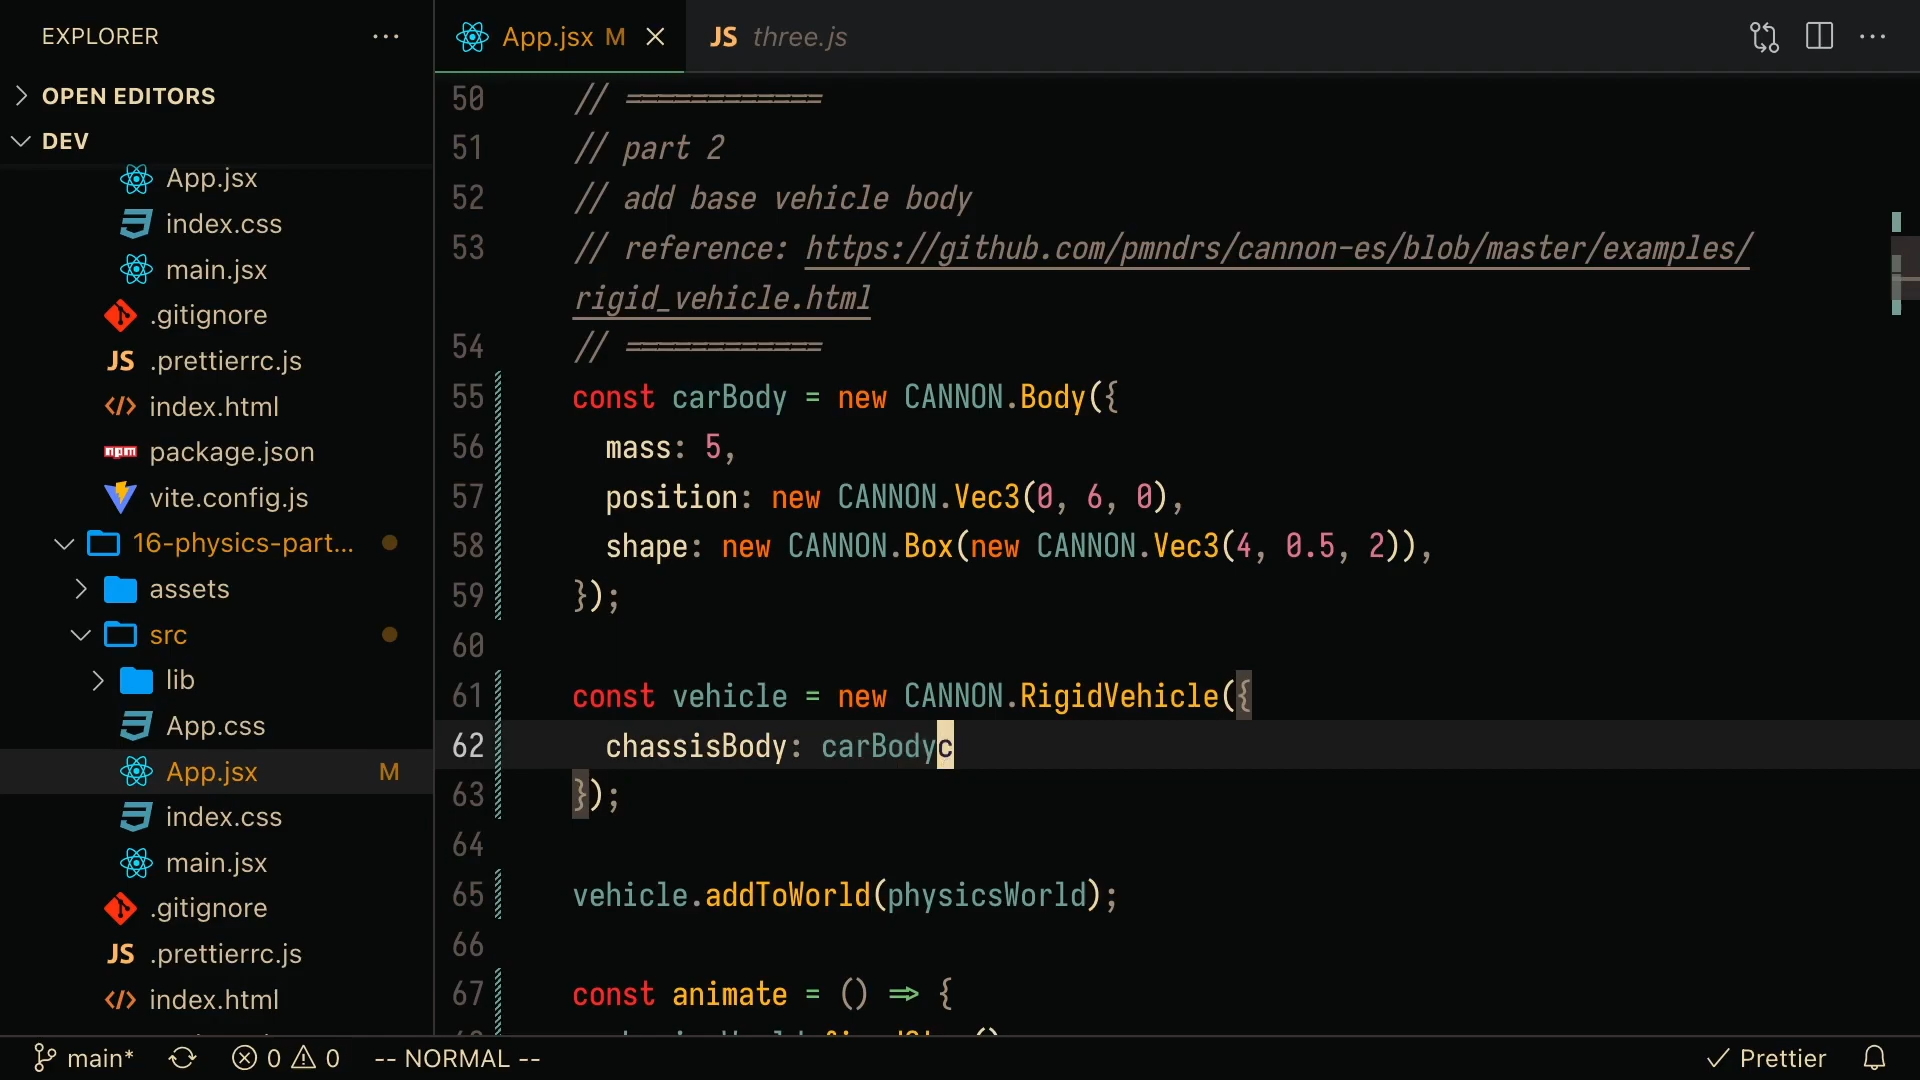 EXPLORER
OPEN EDITORS
DEV
App.jsx
index.css
main.jsx
.gitignore
JS .prettierrc.js
index.html
npm package.json
vite.config.js
16-physics-part...
assets
src
lib
App.css
App.jsx M
index.css
main.jsx
.gitignore
JS .prettierrc.js
index.html
App.jsx M
JS three.js
50 // ============
51 // part 2
52 // add base vehicle body
53 // reference: https://github.com/pmndrs/cannon-es/blob/master/examples/
rigid_vehicle.html
54 // ============
55 const carBody = new CANNON.Body({
56 mass: 5,
57 position: new CANNON.Vec3(0, 6, 0),
58 shape: new CANNON.Box(new CANNON.Vec3(4, 0.5, 2)),
59 });
60
61 const vehicle = new CANNON.RigidVehicle({
62 chassisBody: carBodyc
63 });
64
65 vehicle.addToWorld(physicsWorld);
66
67 const animate = () => {
main* 0 0 -- NORMAL --
Prettier